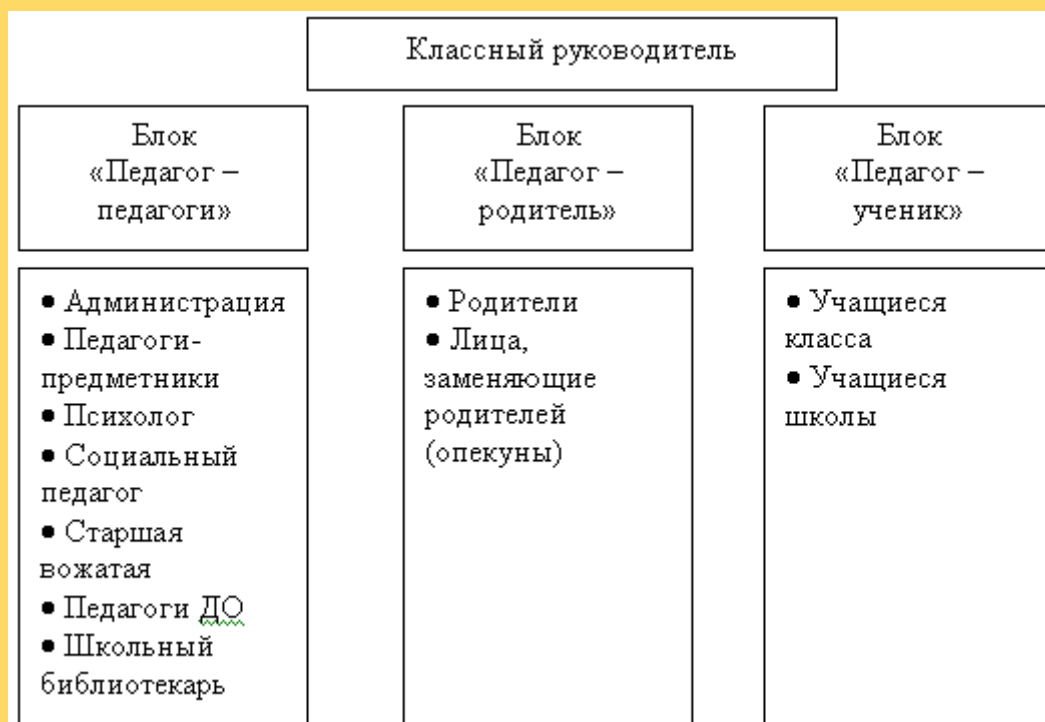 Классный руководитель
Блок
«Педагог –
педагоги»
Блок
«Педагог –
родитель»
Блок
«Педагог –
ученик»
● Администрация
● Педагоги-
предметники
● Психолог
● Социальный
педагог
● Старшая
вожатая
● Педагоги ДО
● Школьный
библиотекарь
● Родители
● Лица,
заменяющие
родителей
(опекуны)
● Учащиеся
класса
● Учащиеся
школы